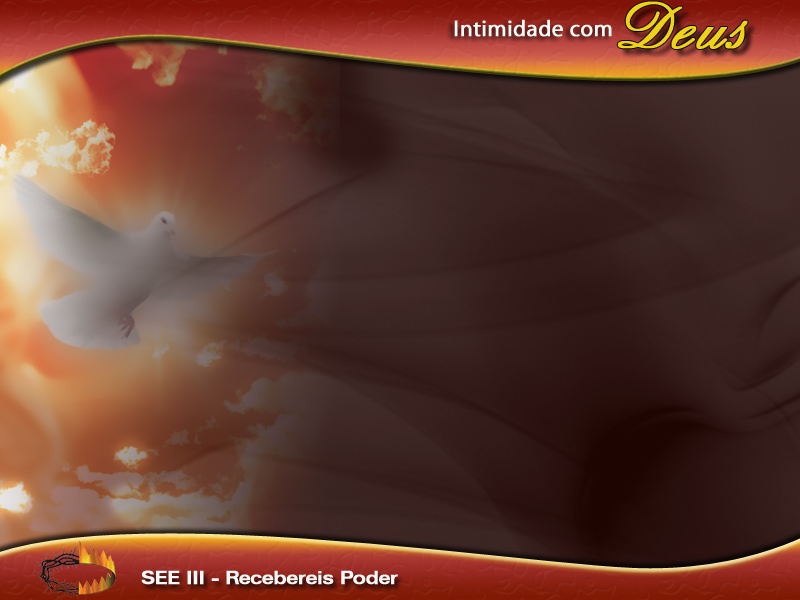 Intimidade com Deus
SEE III - Recebereis Poder